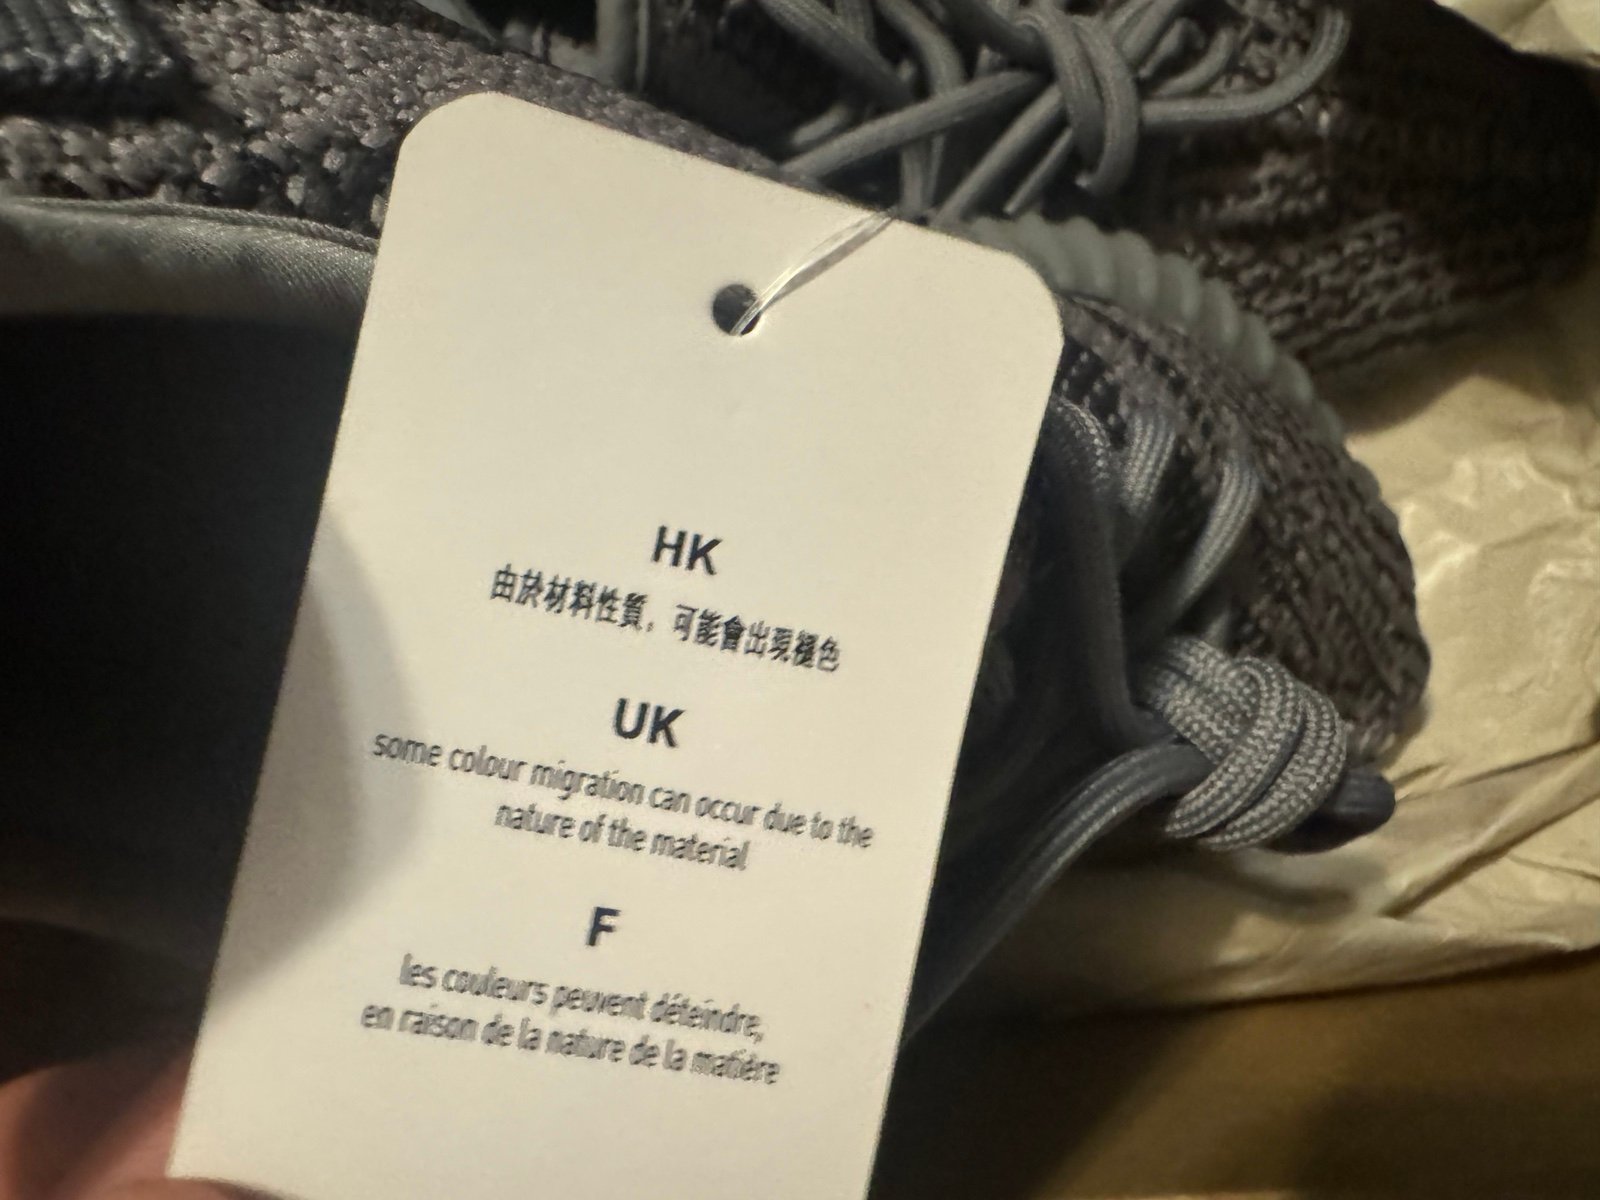 HK
由於材料性質，可能會出現褪色
UK
some colour migration can occur due to the
nature of the material
F
les couleurs peuvent déteindre,
en raison de la nature de la matière